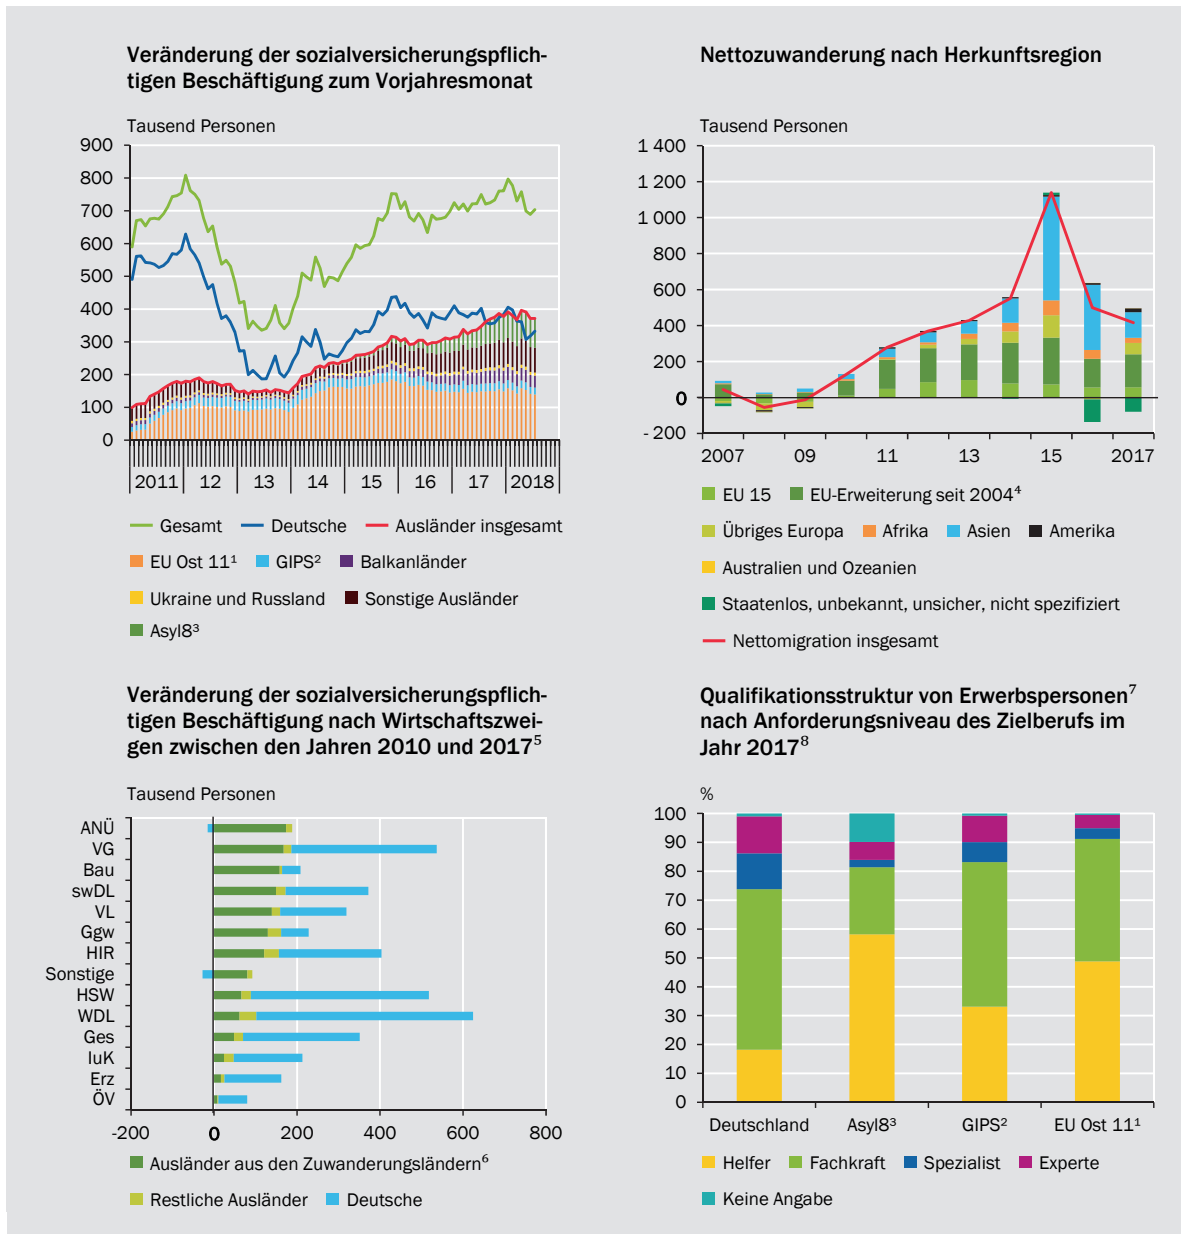 Veränderung der sozialversicherungspflich-
tigen Beschäftigung zum Vorjahresmonat
Tausend Personen
900
800
700
600
500
400
300
200
100
0
2011 12 13 14 15 16 17 2018
Gesamt Deutsche Ausländer insgesamt
EU Ost 11¹ GIPS² Balkanländer
Ukraine und Russland Sonstige Ausländer
Asyl8³
Nettozuwanderung nach Herkunftsregion
Tausend Personen
1 400
1 200
1 000
800
600
400
200
0
-200
2007 09 11 13 15 2017
EU 15 EU-Erweiterung seit 2004⁴
Übriges Europa Afrika Asien Amerika
Australien und Ozeanien
Staatenlos, unbekannt, unsicher, nicht spezifiziert
Nettomigration insgesamt
Veränderung der sozialversicherungspflich-
tigen Beschäftigung nach Wirtschaftszwei-
gen zwischen den Jahren 2010 und 2017⁵
Tausend Personen
ANÜ
VG
Bau
swDL
VL
Ggw
HIR
Sonstige
HSW
WDL
Ges
IuK
Erz
ÖV
-200 0 200 400 600 800
Ausländer aus den Zuwanderungsländern⁶
Restliche Ausländer Deutsche
Qualifikationsstruktur von Erwerbspersonen⁷
nach Anforderungsniveau des Zielberufs im
Jahr 2017⁸
%
100
90
80
70
60
50
40
30
20
10
0
Deutschland Asyl8³ GIPS² EU Ost 11¹
Helfer Fachkraft Spezialist Experte
Keine Angabe